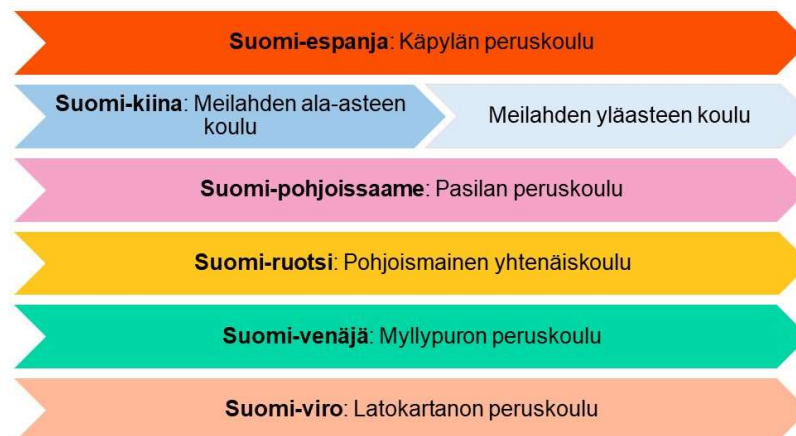 Suomi-espanja: Käpylän peruskoulu
Suomi-kiina: Meilahden ala-asteen
koulu
Meilahden yläasteen koulu
Suomi-pohjoissaame: Pasilan peruskoulu
Suomi-ruotsi: Pohjoismainen yhtenäiskoulu
Suomi-venäjä: Myllypuron peruskoulu
Suomi-viro: Latokartanon peruskoulu